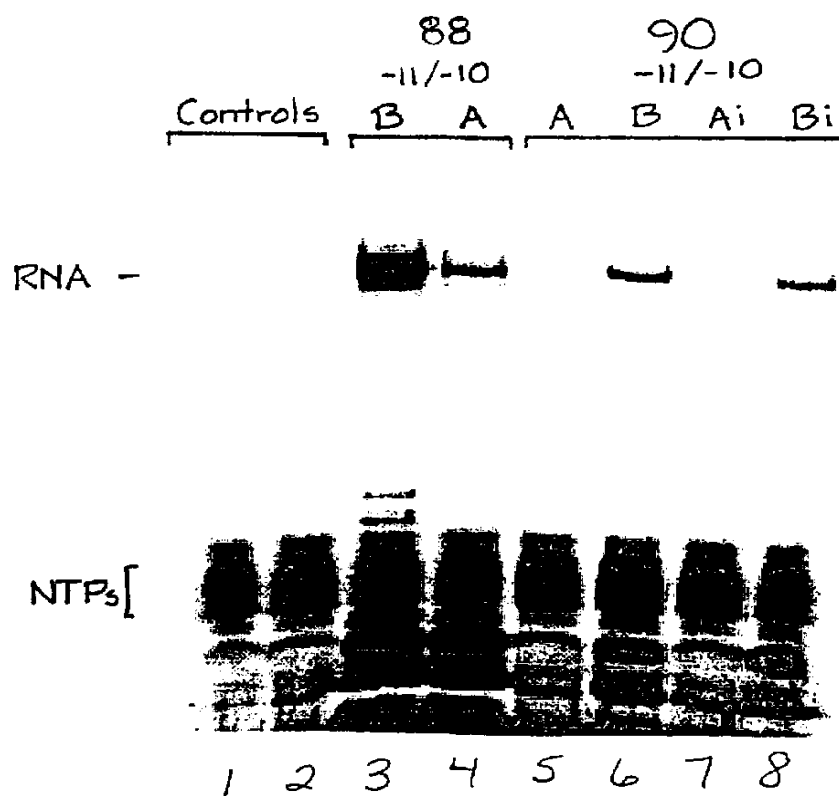 88 90
-11/-10 -11/-10
Controls B A A B Ai Bi
RNA -
NTPs[
1 2 3 4 5 6 7 8